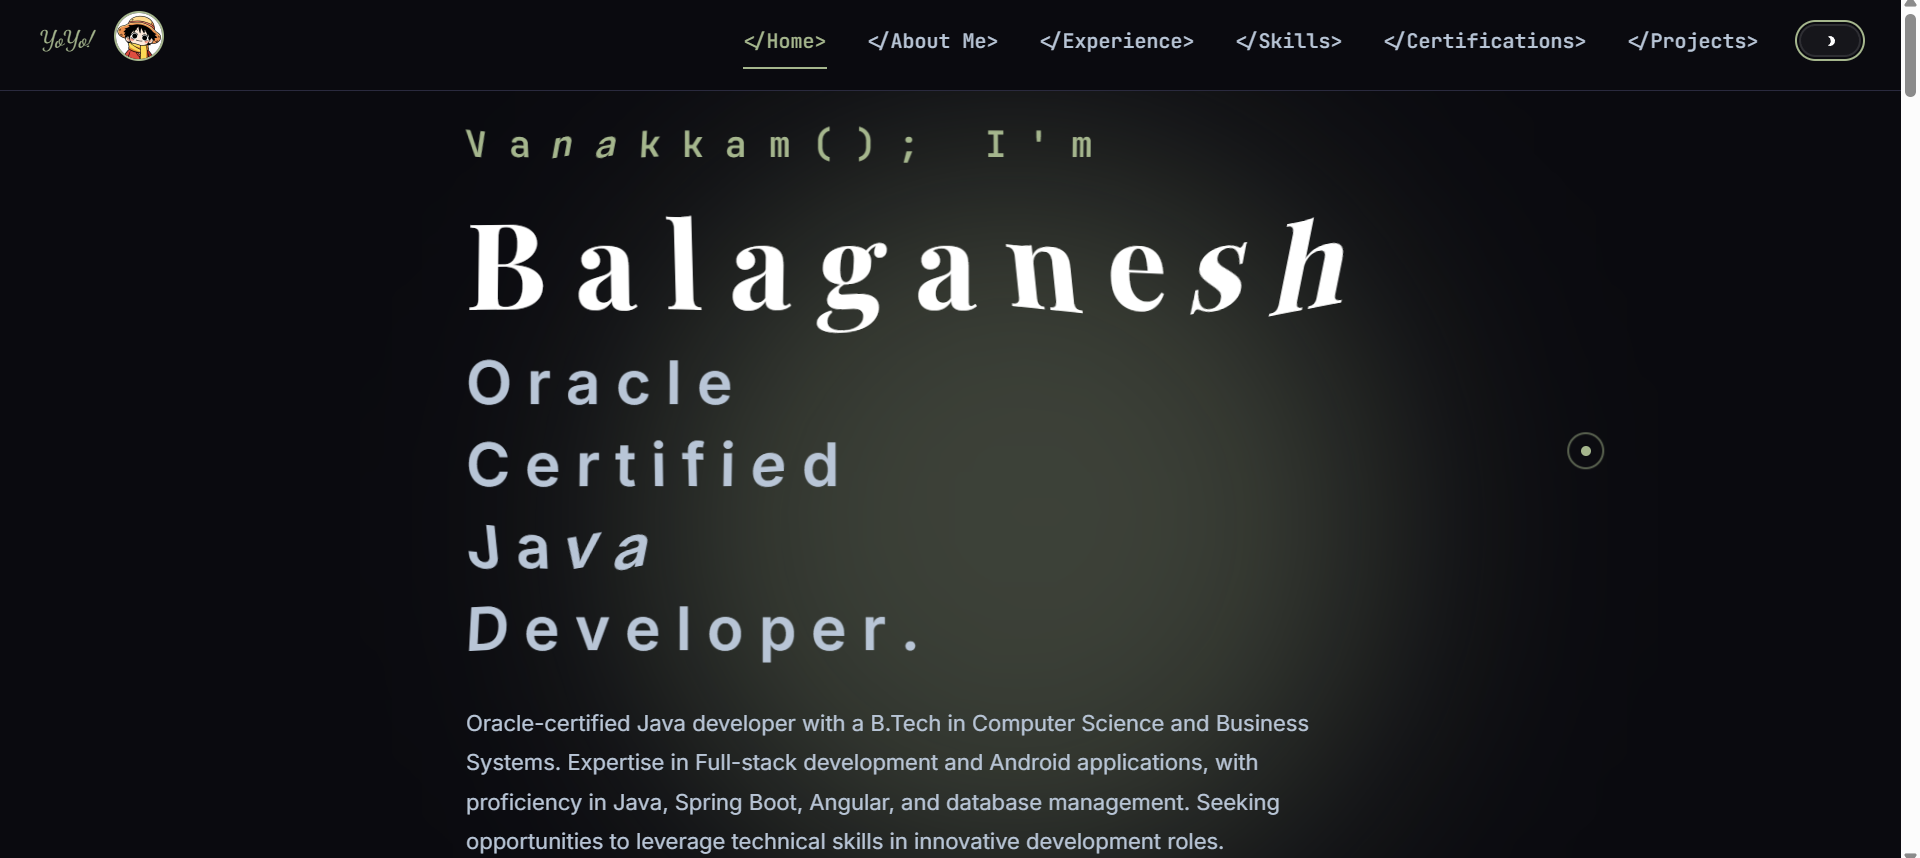 YoYo!
</Home>
</About Me>
</Experience>
</Skills>
</Certifications>
</Projects>
Vanakkam(); I'm
Balaganesh
Oracle
Certified
Java
Developer.
Oracle-certified Java developer with a B.Tech in Computer Science and Business
Systems. Expertise in Full-stack development and Android applications, with
proficiency in Java, Spring Boot, Angular, and database management. Seeking
opportunities to leverage technical skills in innovative development roles.